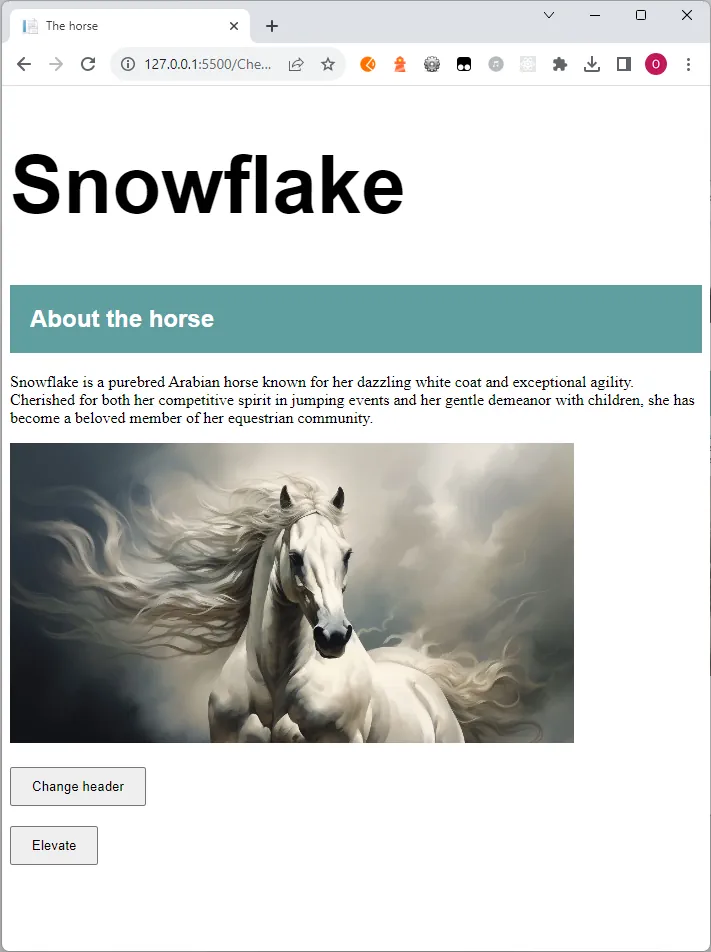 The horse
127.0.0.1:5500/Che...
O
Snowflake
About the horse
Snowflake is a purebred Arabian horse known for her dazzling white coat and exceptional agility.
Cherished for both her competitive spirit in jumping events and her gentle demeanor with children, she has
become a beloved member of her equestrian community.
Change header
Elevate